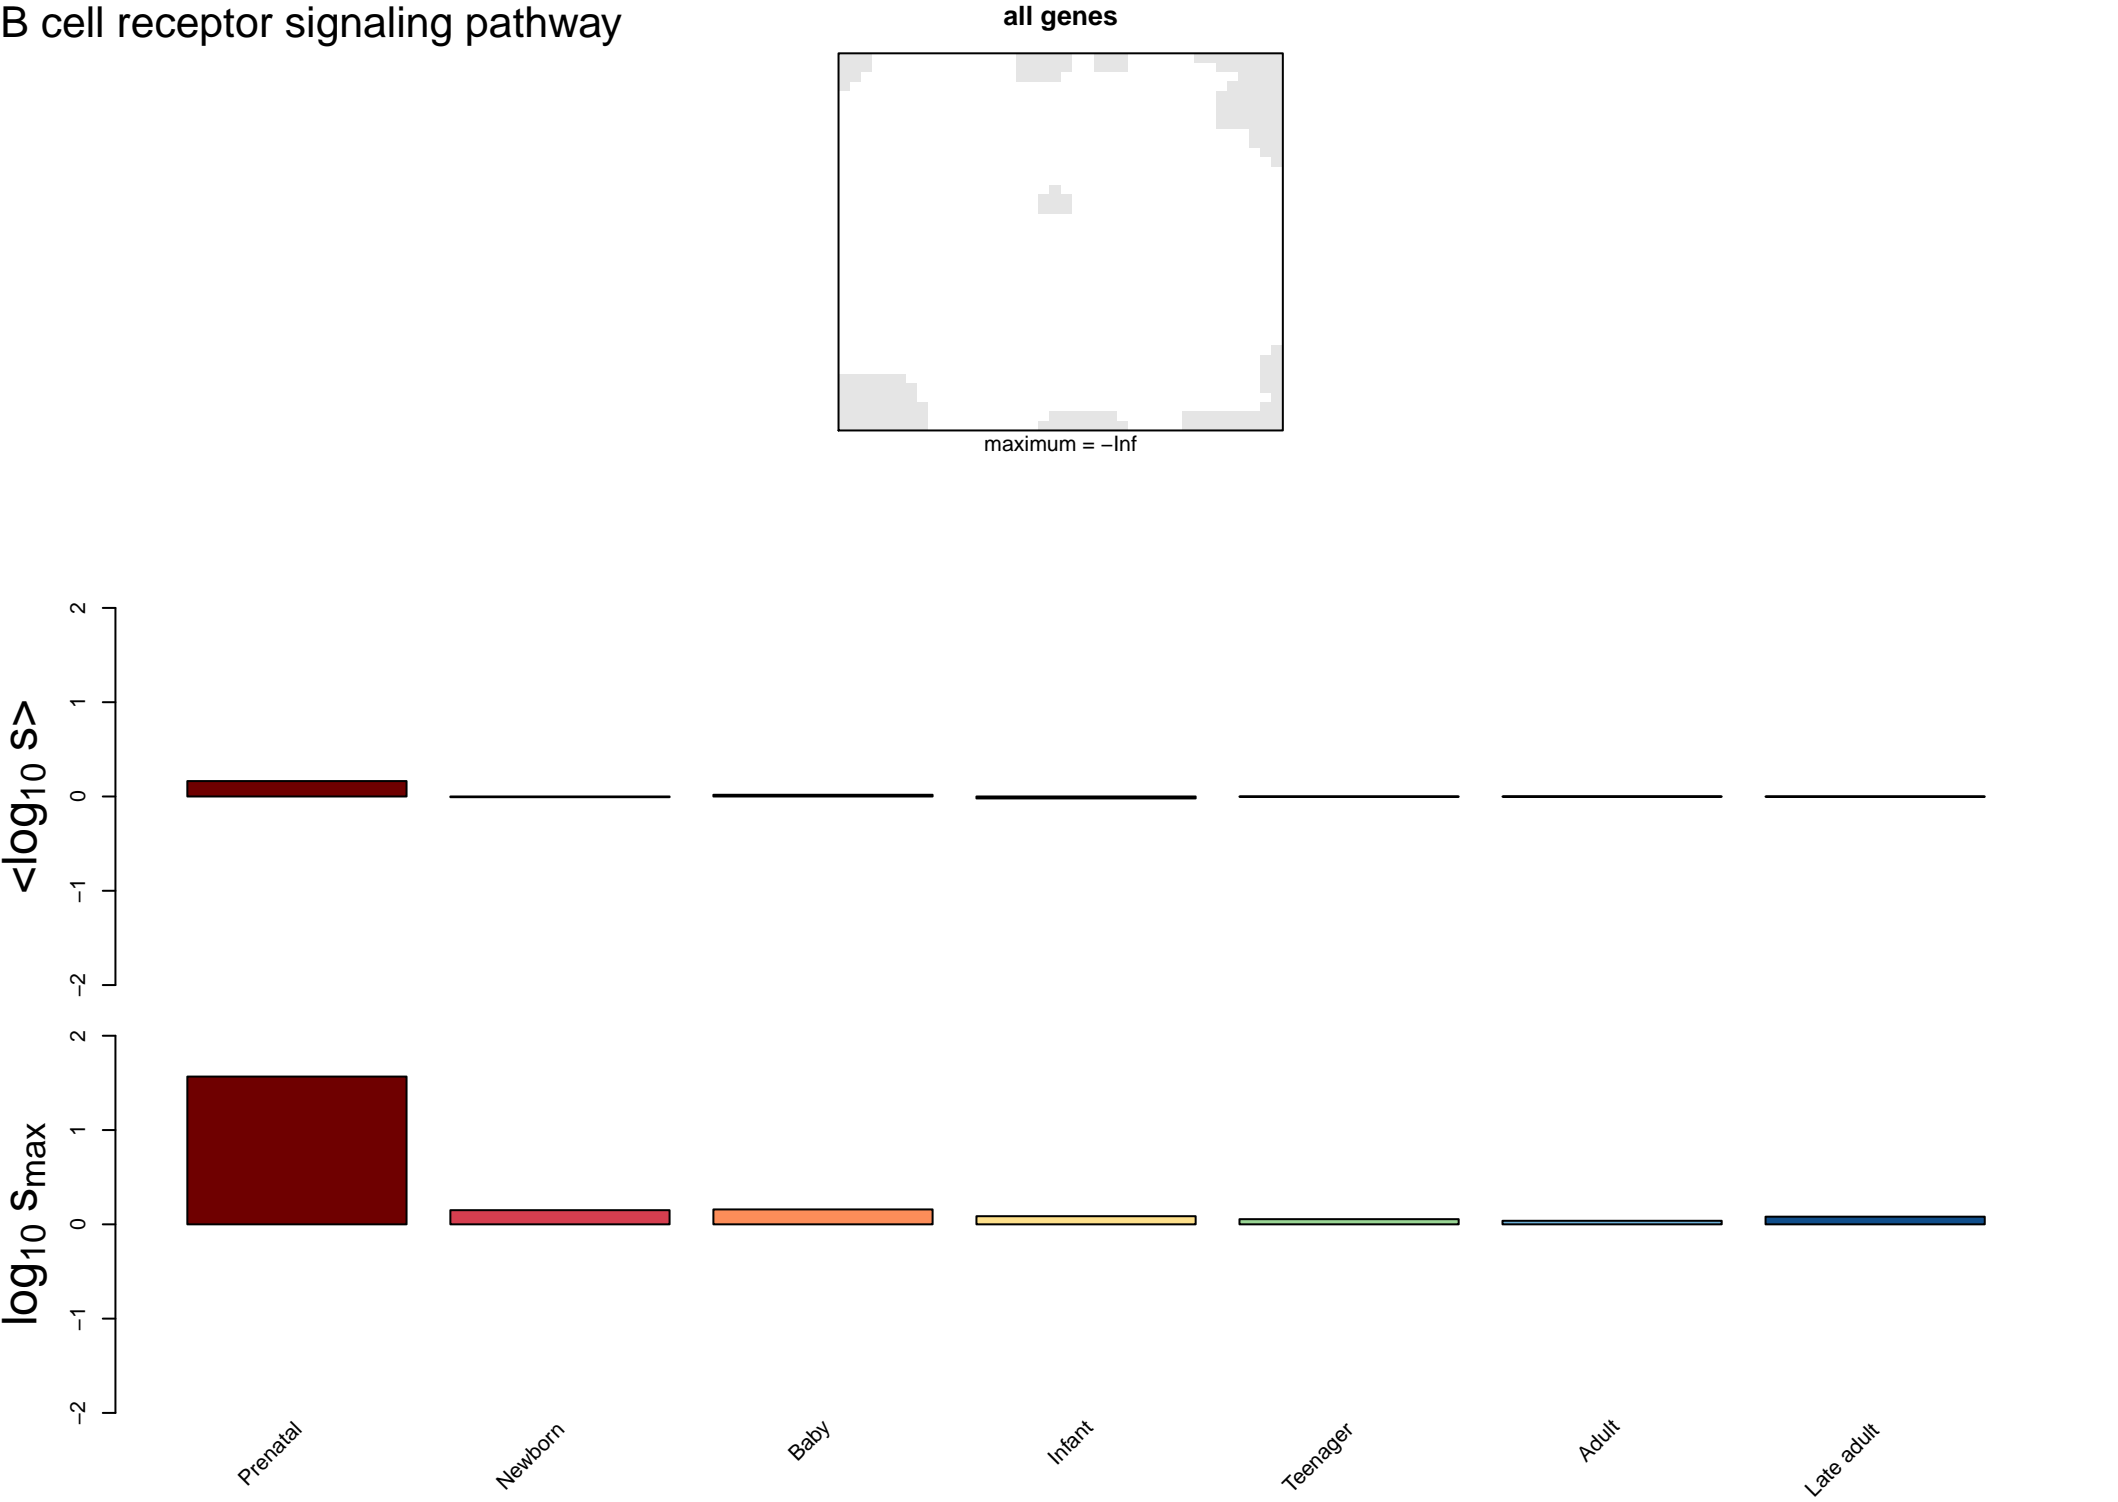 B cell receptor signaling pathway
all genes
maximum = −Inf
<log10 s>
2
1
0
−1
−2
log10 smax
2
1
0
−1
−2
Prenatal
Newborn
Baby
Infant
Teenager
Adult
Late adult